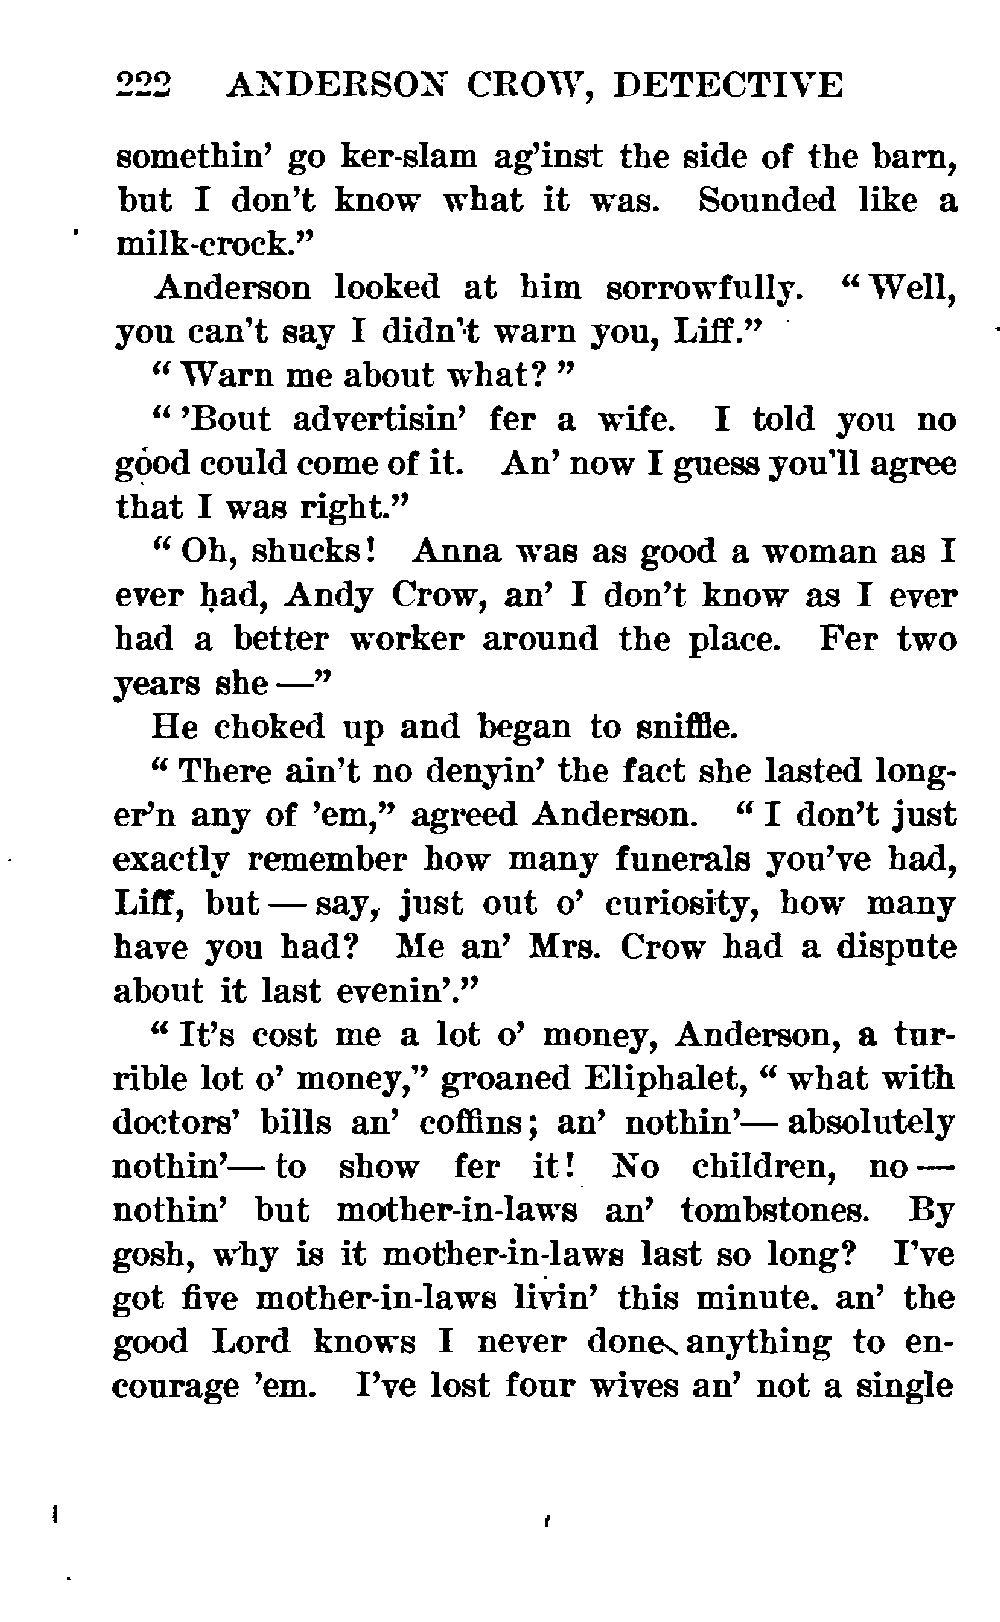 222 ANDERSON CROW, DETECTIVE
somethin' go ker-slam ag'inst the side of the barn,
but I don't know what it was. Sounded like a
milk-crock."
Anderson looked at him sorrowfully. "Well,
you can't say I didn't warn you, Liff."
"Warn me about what?"
"'Bout advertisin' fer a wife. I told you no
good could come of it. An' now I guess you'll agree
that I was right."
"Oh, shucks! Anna was as good a woman as I
ever had, Andy Crow, an' I don't know as I ever
had a better worker around the place. Fer two
years she —"
He choked up and began to sniffle.
"There ain't no denyin' the fact she lasted long-
er'n any of 'em," agreed Anderson. "I don't just
exactly remember how many funerals you've had,
Liff, but — say, just out o' curiosity, how many
have you had? Me an' Mrs. Crow had a dispute
about it last evenin'."
"It's cost me a lot o' money, Anderson, a tur-
rible lot o' money," groaned Eliphalet, "what with
doctors' bills an' coffins; an' nothin'— absolutely
nothin'— to show fer it! No children, no —
nothin' but mother-in-laws an' tombstones. By
gosh, why is it mother-in-laws last so long? I've
got five mother-in-laws livin' this minute. an' the
good Lord knows I never done anything to en-
courage 'em. I've lost four wives an' not a single